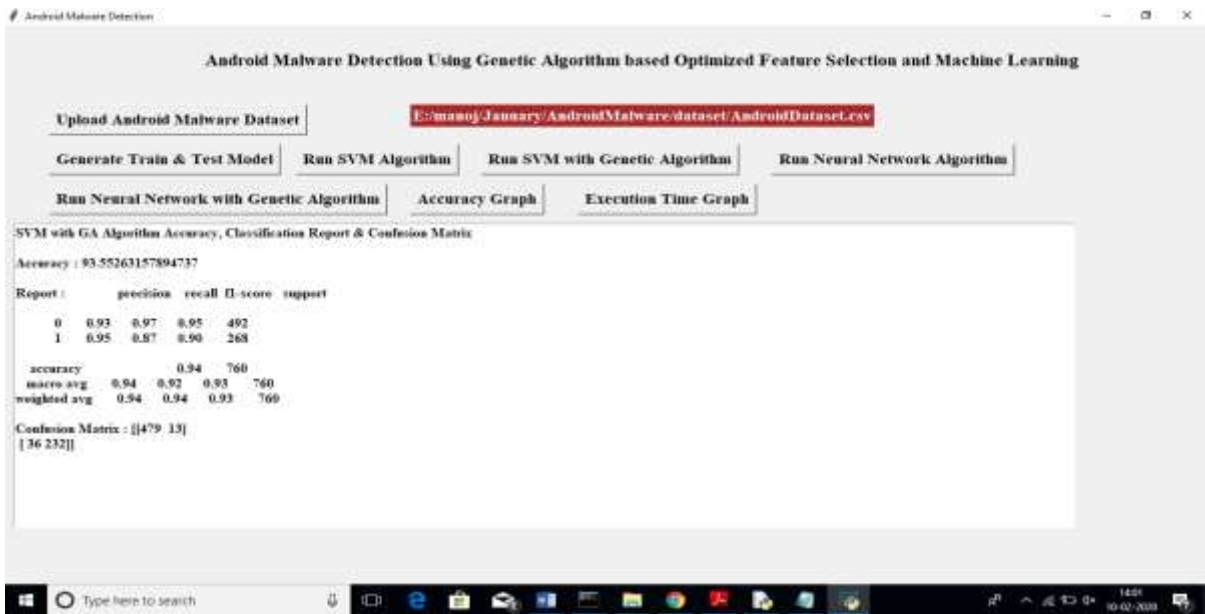 Android Malware Detection
Android Malware Detection Using Genetic Algorithm based Optimized Feature Selection and Machine Learning
Upload Android Malware Dataset
E:/manoj/January/AndroidMalware/dataset/AndroidDataset.csv
Generate Train & Test Model
Run SVM Algorithm
Run SVM with Genetic Algorithm
Run Neural Network Algorithm
Run Neural Network with Genetic Algorithm
Accuracy Graph
Execution Time Graph
SVM with GA Algorithm Accuracy, Classification Report & Confusion Matrix
Accuracy : 93.55263157894737
Report : precision recall f1-score support
0 0.93 0.97 0.95 492
1 0.95 0.87 0.90 268
accuracy 0.94 760
macro avg 0.94 0.92 0.93 760
weighted avg 0.94 0.94 0.93 760
Confusion Matrix : [[479 13]
[ 36 232]]
Type here to search
14:01
10-02-2020